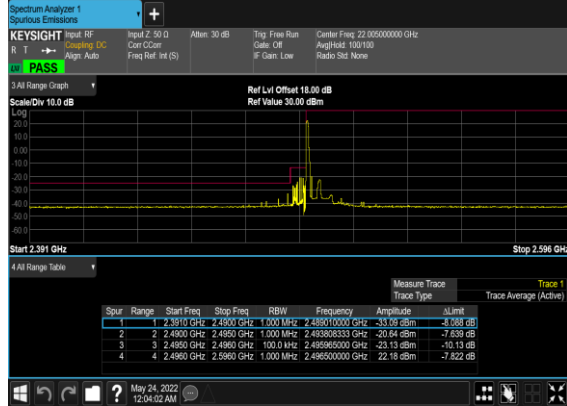 Spectrum Analyzer 1
Spurious Emissions
KEYSIGHT Input: RF Input Z: 50 Ω Atten: 30 dB Trig: Free Run Center Freq: 22.005000000 GHz
R T Coupling: DC Corr CCorr Gate: Off Avg|Hold: 100/100
Align: Auto Freq Ref: Int (S) IF Gain: Low Radio Std: None
PASS
3 All Range Graph
Ref Lvl Offset 18.00 dB
Scale/Div 10.0 dB Ref Value 30.00 dBm
Log
20.0
10.0
0.00
-10.0
-20.0
-30.0
-40.0
-50.0
-60.0
Start 2.391 GHz Stop 2.596 GHz
4 All Range Table
Measure Trace Trace 1
Trace Type Trace Average (Active)
Spur Range Start Freq Stop Freq RBW Frequency Amplitude ΔLimit
1 1 2.3910 GHz 2.4900 GHz 1.000 MHz 2.489010000 GHz -33.09 dBm -8.088 dB
2 2 2.4900 GHz 2.4950 GHz 1.000 MHz 2.493808333 GHz -20.64 dBm -7.639 dB
3 3 2.4950 GHz 2.4960 GHz 100.0 kHz 2.495965000 GHz -23.13 dBm -10.13 dB
4 4 2.4960 GHz 2.5960 GHz 1.000 MHz 2.496500000 GHz 22.18 dBm -7.822 dB
May 24, 2022
12:04:02 AM